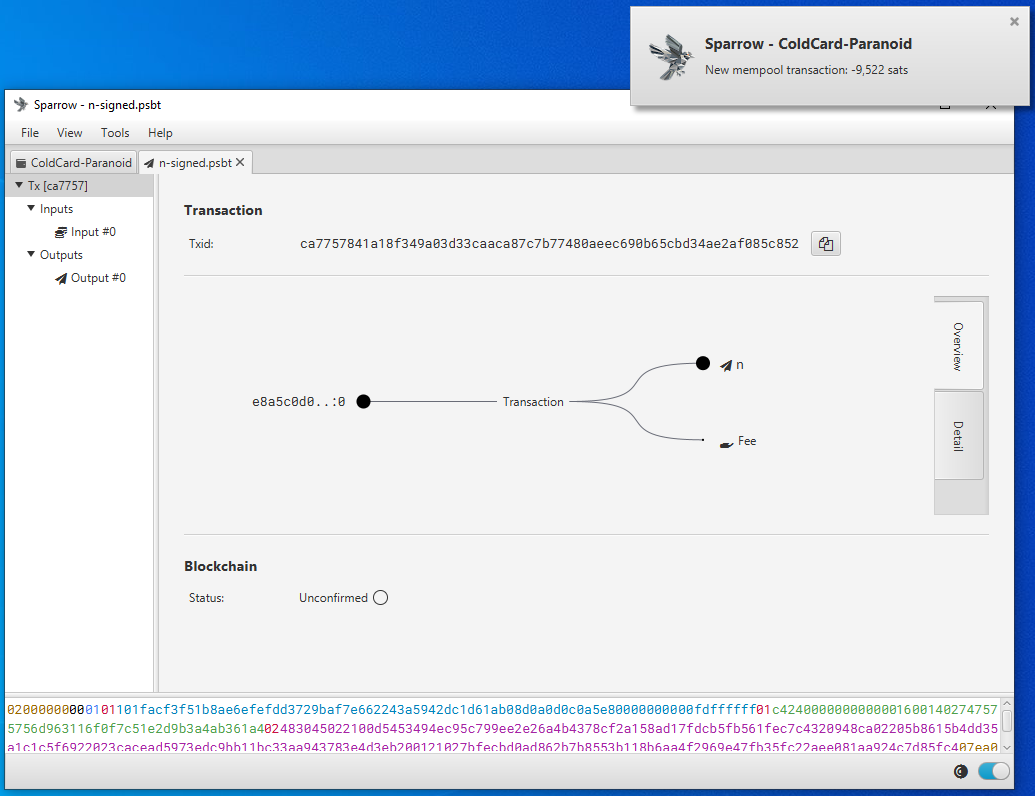 Sparrow - ColdCard-Paranoid
New mempool transaction: -9,522 sats
Sparrow - n-signed.psbt
File View Tools Help
ColdCard-Paranoid n-signed.psbt
Tx [ca7757]
Inputs
Input #0
Outputs
Output #0
Transaction
Txid: ca7757841a18f349a03d33caaca87c7b77480aeec690b65cbd34ae2af085c852
Overview
n
e8a5c0d0..:0 Transaction
Detail
Fee
Blockchain
Status: Unconfirmed
02000000000101101facf3f51b8ae6efefdd3729baf7e662243a5942dc1d61ab08d0a0d0c0a5e80000000000fdffffff01c4240000000000001600140274757
5756d963116f0f7c51e2d9b3a4ab361a402483045022100d5453494ec95c799ee2e26a4b4378cf2a158ad17fdcb5fb561fec7c4320948ca02205b8615b4dd35
a1c1c5f6922023cacead5973edc9bb11bc33aa943783e4d3eb200121027bfecbd0ad862b7b8553b118b6aa4f2969e47fb35fc22aee081aa924c7d85fc407ea0